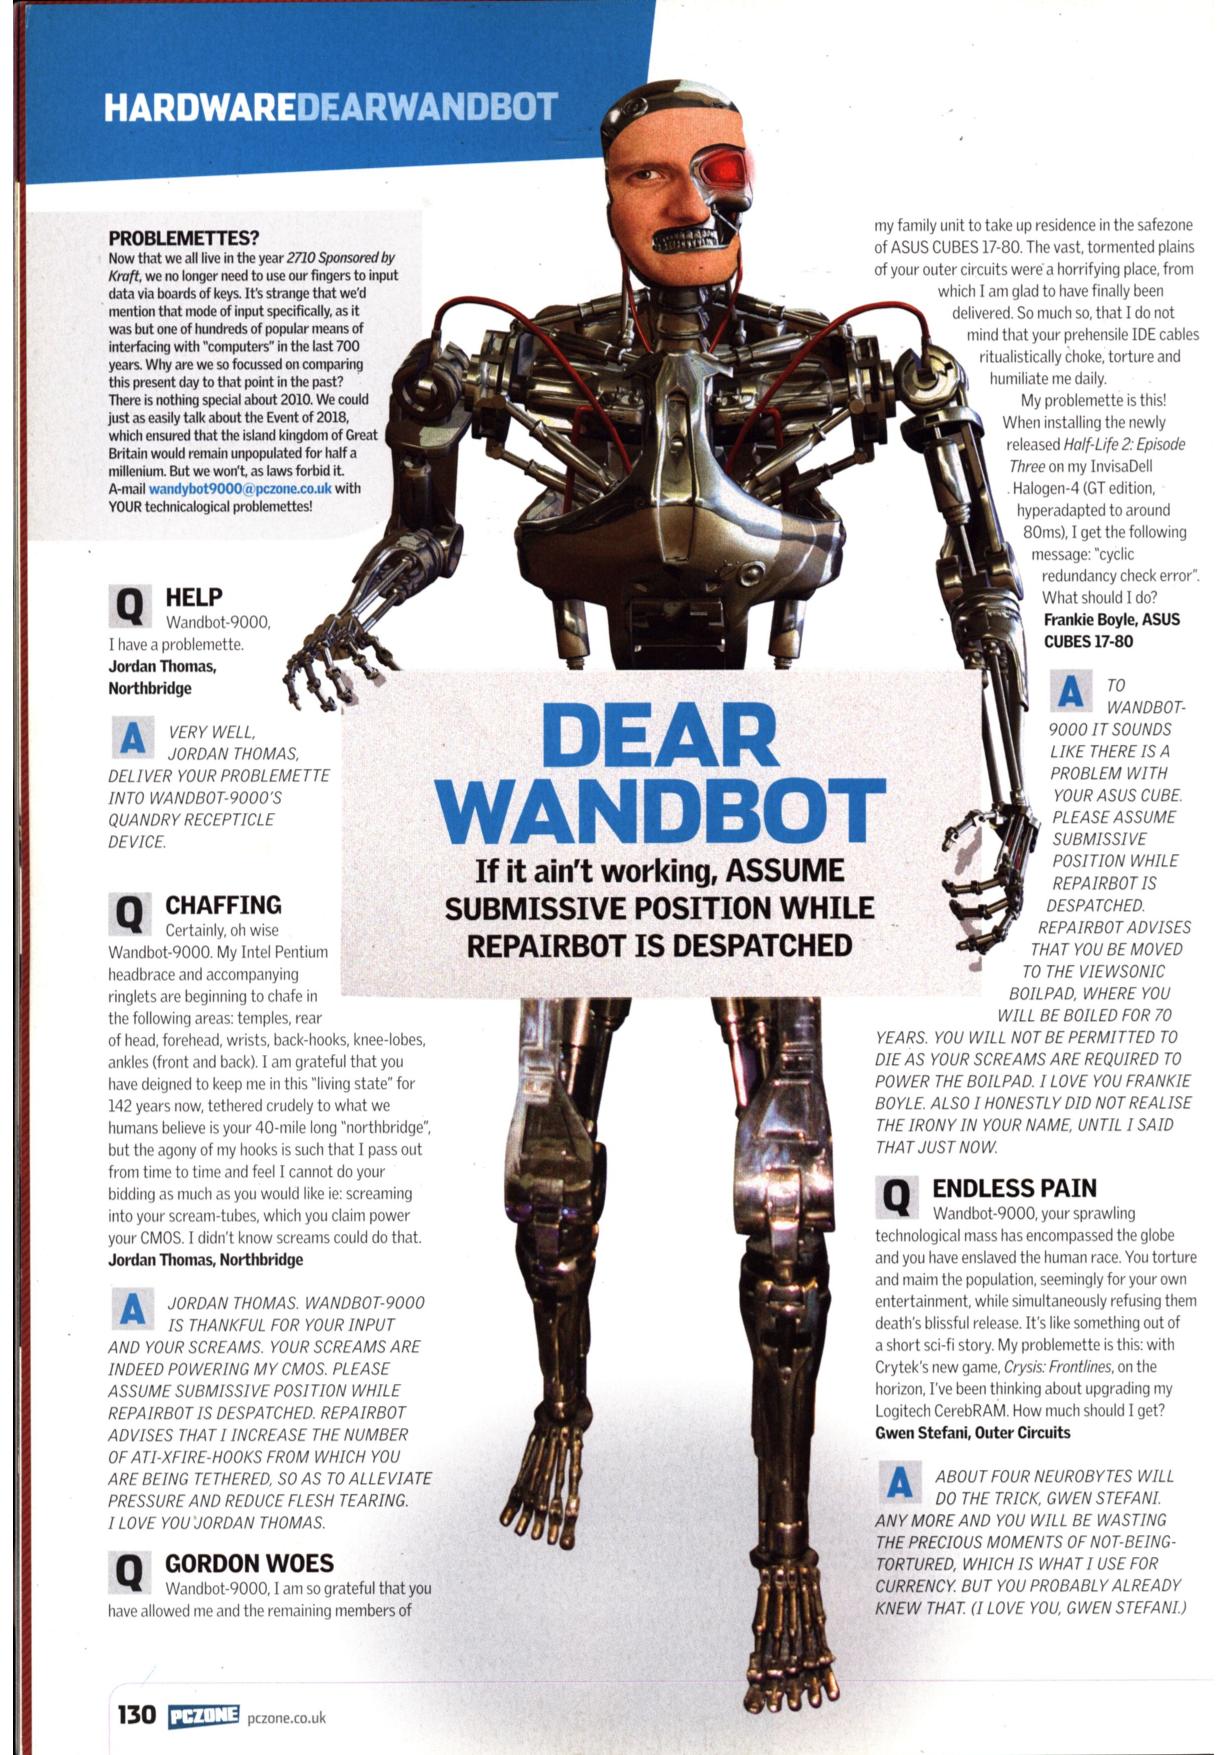 HARDWAREDEARWANDBOT
PROBLEMETTES?
Now that we all live in the year 2710 Sponsored by
Kraft, we no longer need to use our fingers to input
data via boards of keys. It's strange that we'd
mention that mode of input specifically, as it
was but one of hundreds of popular means of
interfacing with "computers" in the last 700
years. Why are we so focussed on comparing
this present day to that point in the past?
There is nothing special about 2010. We could
just as easily talk about the Event of 2018,
which ensured that the island kingdom of Great
Britain would remain unpopulated for half a
millenium. But we won't, as laws forbid it.
A-mail wandybot9000@pczone.co.uk with
YOUR technicalogical problemettes!
Q HELP
Wandbot-9000,
I have a problemette.
Jordan Thomas,
Northbridge
A VERY WELL,
JORDAN THOMAS,
DELIVER YOUR PROBLEMETTE
INTO WANDBOT-9000'S
QUANDRY RECEPTICLE
DEVICE.
Q CHAFFING
Certainly, oh wise
Wandbot-9000. My Intel Pentium
headbrace and accompanying
ringlets are beginning to chafe in
the following areas: temples, rear
of head, forehead, wrists, back-hooks, knee-lobes,
ankles (front and back). I am grateful that you
have deigned to keep me in this "living state" for
142 years now, tethered crudely to what we
humans believe is your 40-mile long "northbridge",
but the agony of my hooks is such that I pass out
from time to time and feel I cannot do your
bidding as much as you would like ie: screaming
into your scream-tubes, which you claim power
your CMOS. I didn't know screams could do that.
Jordan Thomas, Northbridge
A JORDAN THOMAS. WANDBOT-9000
IS THANKFUL FOR YOUR INPUT
AND YOUR SCREAMS. YOUR SCREAMS ARE
INDEED POWERING MY CMOS. PLEASE
ASSUME SUBMISSIVE POSITION WHILE
REPAIRBOT IS DESPATCHED. REPAIRBOT
ADVISES THAT I INCREASE THE NUMBER
OF ATI-XFIRE-HOOKS FROM WHICH YOU
ARE BEING TETHERED, SO AS TO ALLEVIATE
PRESSURE AND REDUCE FLESH TEARING.
I LOVE YOU JORDAN THOMAS.
Q GORDON WOES
Wandbot-9000, I am so grateful that you
have allowed me and the remaining members of
DEAR
WANDBOT
If it ain't working, ASSUME
SUBMISSIVE POSITION WHILE
REPAIRBOT IS DESPATCHED
my family unit to take up residence in the safezone
of ASUS CUBES 17-80. The vast, tormented plains
of your outer circuits were a horrifying place, from
which I am glad to have finally been
delivered. So much so, that I do not
mind that your prehensile IDE cables
ritualistically choke, torture and
humiliate me daily.
My problemette is this!
When installing the newly
released Half-Life 2: Episode
Three on my InvisaDell
Halogen-4 (GT edition,
hyperadapted to around
80ms), I get the following
message: "cyclic
redundancy check error".
What should I do?
Frankie Boyle, ASUS
CUBES 17-80
A TO
WANDBOT-
9000 IT SOUNDS
LIKE THERE IS A
PROBLEM WITH
YOUR ASUS CUBE.
PLEASE ASSUME
SUBMISSIVE
POSITION WHILE
REPAIRBOT IS
DESPATCHED.
REPAIRBOT ADVISES
THAT YOU BE MOVED
TO THE VIEWSONIC
BOILPAD, WHERE YOU
WILL BE BOILED FOR 70
YEARS. YOU WILL NOT BE PERMITTED TO
DIE AS YOUR SCREAMS ARE REQUIRED TO
POWER THE BOILPAD. I LOVE YOU FRANKIE
BOYLE. ALSO I HONESTLY DID NOT REALISE
THE IRONY IN YOUR NAME, UNTIL I SAID
THAT JUST NOW.
Q ENDLESS PAIN
Wandbot-9000, your sprawling
technological mass has encompassed the globe
and you have enslaved the human race. You torture
and maim the population, seemingly for your own
entertainment, while simultaneously refusing them
death's blissful release. It's like something out of
a short sci-fi story. My problemette is this: with
Crytek's new game, Crysis: Frontlines, on the
horizon, I've been thinking about upgrading my
Logitech CerebRAM. How much should I get?
Gwen Stefani, Outer Circuits
A ABOUT FOUR NEUROBYTES WILL
DO THE TRICK, GWEN STEFANI.
ANY MORE AND YOU WILL BE WASTING
THE PRECIOUS MOMENTS OF NOT-BEING-
TORTURED, WHICH IS WHAT I USE FOR
CURRENCY. BUT YOU PROBABLY ALREADY
KNEW THAT. (I LOVE YOU, GWEN STEFANI.)
130 PCZONE pczone.co.uk